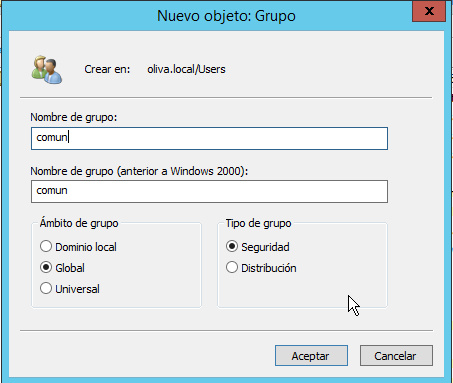 Nuevo objeto: Grupo
x
Crear en: oliva.local/Users
Nombre de grupo:
comun
Nombre de grupo (anterior a Windows 2000):
comun
Ámbito de grupo
Dominio local
Global
Universal
Tipo de grupo
Seguridad
Distribución
Aceptar
Cancelar